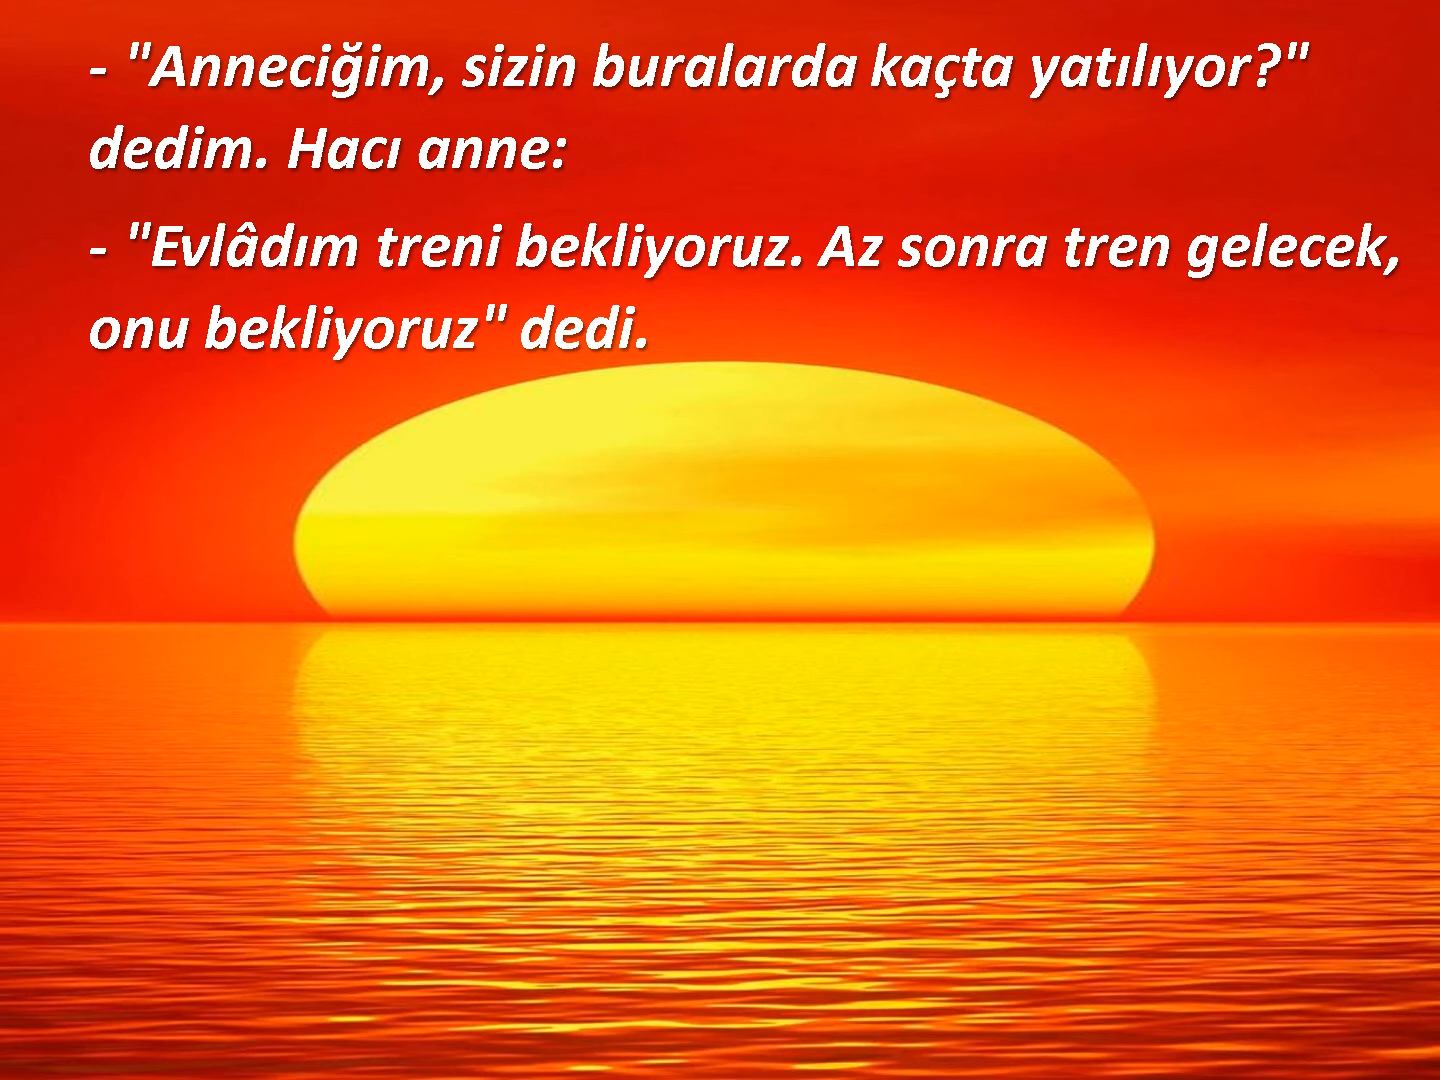 - "Anneciğim, sizin buralarda kaçta yatılıyor?"
dedim. Hacı anne:
- "Evlâdım treni bekliyoruz. Az sonra tren gelecek,
onu bekliyoruz" dedi.